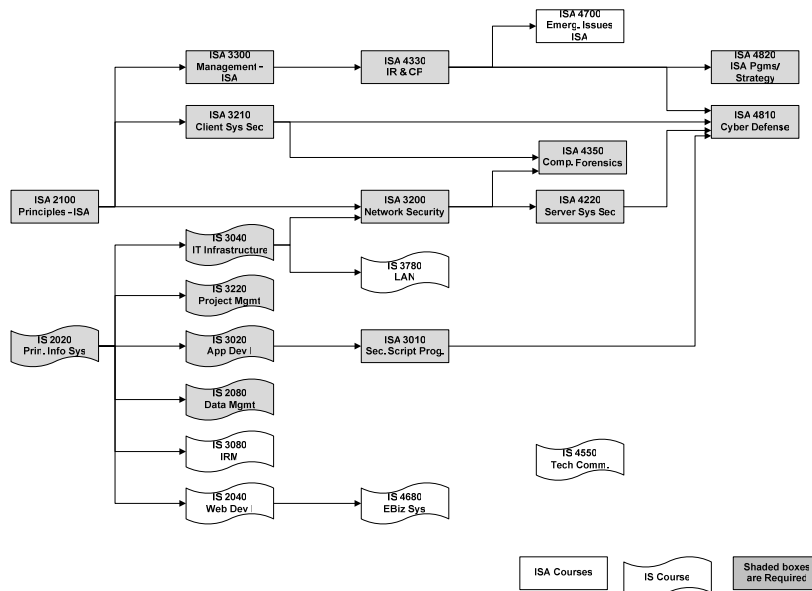 ISA 4700
Emerg. Issues
ISA
ISA 3300
Management -
ISA
ISA 4330
IR & CP
ISA 4820
ISA Pgms/
Strategy
ISA 3210
Client Sys Sec
ISA 4810
Cyber Defense
ISA 4350
Comp. Forensics
ISA 2100
Principles - ISA
ISA 3200
Network Security
ISA 4220
Server Sys Sec
IS 3040
IT Infrastructure
IS 3780
LAN
IS 3220
Project Mgmt
IS 2020
Prin. Info Sys
IS 3020
App Dev I
ISA 3010
Sec. Script Prog.
IS 2080
Data Mgmt
IS 3080
IRM
IS 4550
Tech Comm.
IS 2040
Web Dev I
IS 4680
EBiz Sys
ISA Courses
IS Course
Shaded boxes
are Required